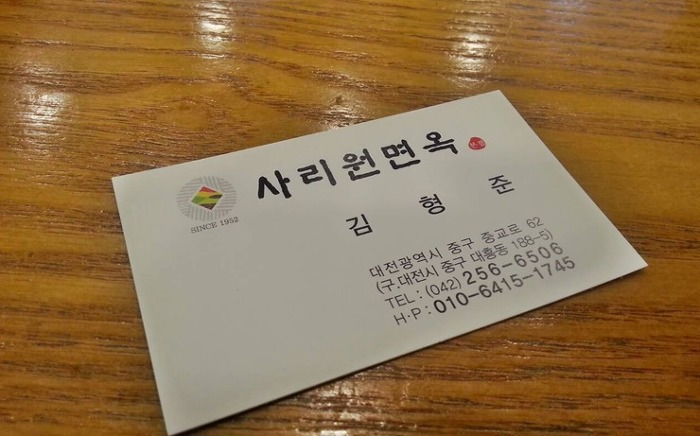 사리원면옥
SINCE 1952
김 형 준
대전광역시 중구 중교로 62
(구.대전시 중구 대흥동 188-5)
TEL : (042) 256-6506
H·P : 010-6415-1745